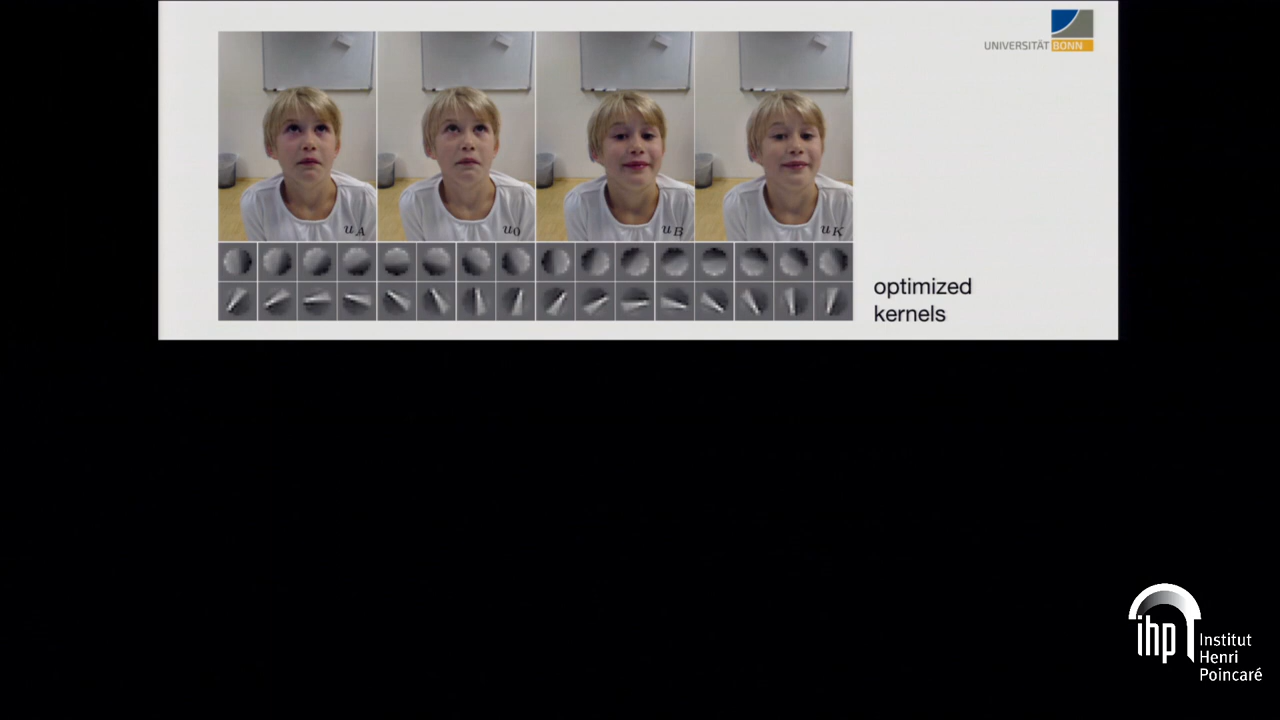 UNIVERSITÄT BONN
u_A u_0 u_B u_K
optimized
kernels
ihp
Institut
Henri
Poincaré